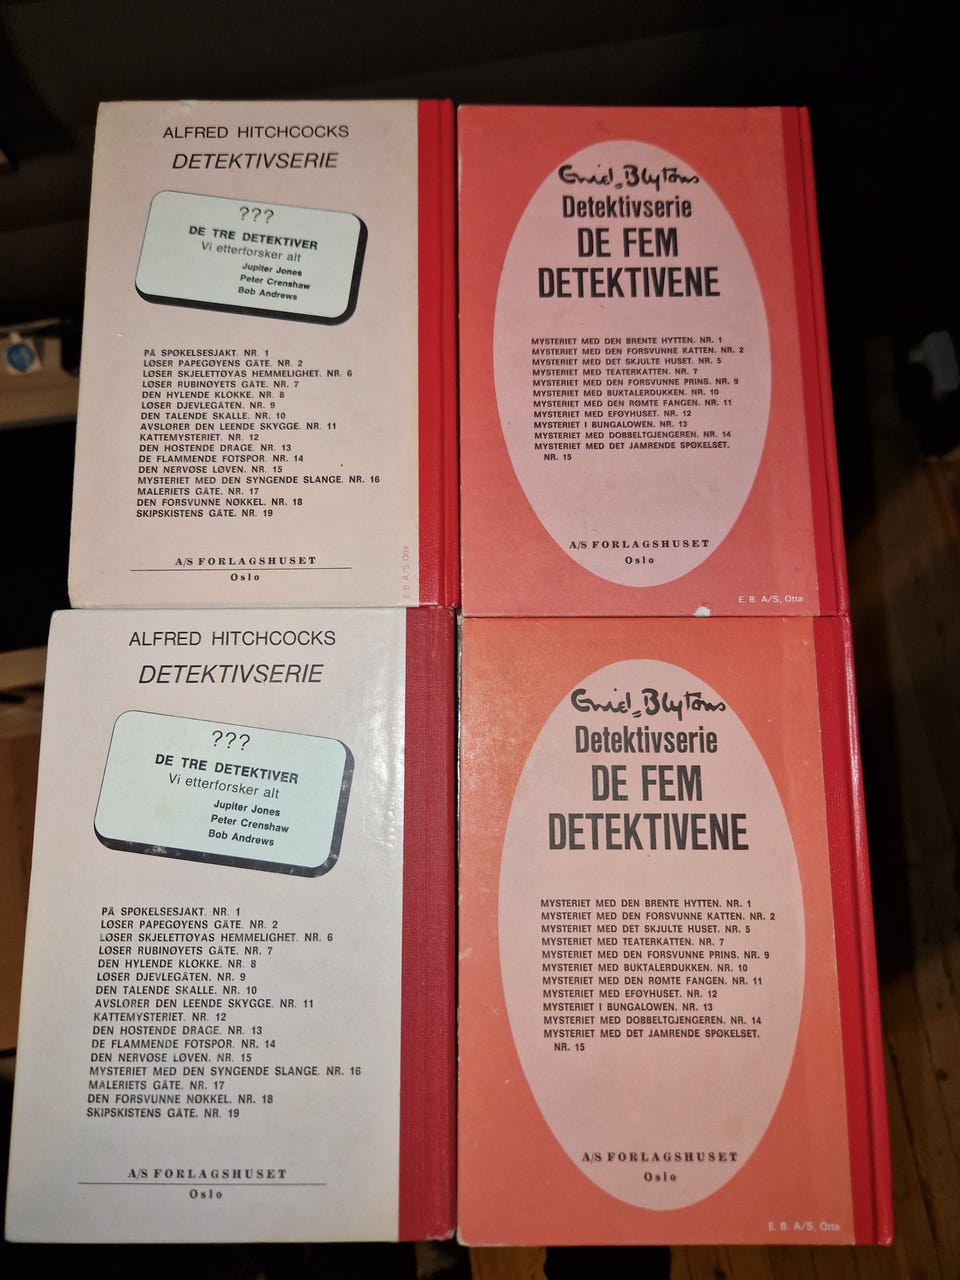 ALFRED HITCHCOCKS
DETEKTIVSERIE
???
DE TRE DETEKTIVER
Vi etterforsker alt
Jupiter Jones
Peter Crenshaw
Bob Andrews
PÅ SPØKELSESJAKT. NR. 1
LØSER PAPEGØYENS GÅTE. NR. 2
LØSER SKJELETTØYAS HEMMELIGHET. NR. 6
LØSER RUBINØYETS GÅTE. NR. 7
DEN HYLENDE KLOKKE. NR. 8
LØSER DJEVLEGÅTEN. NR. 9
DEN TALENDE SKALLE. NR. 10
AVSLØRER DEN LEENDE SKYGGE. NR. 11
KATTEMYSTERIET. NR. 12
DEN HOSTENDE DRAGE. NR. 13
DE FLAMMENDE FOTSPOR. NR. 14
DEN NERVØSE LØVEN. NR. 15
MYSTERIET MED DEN SYNGENDE SLANGE. NR. 16
MALERIETS GÅTE. NR. 17
DEN FORSVUNNE NØKKEL. NR. 18
SKIPSKISTENS GÅTE. NR. 19
A/S FORLAGSHUSET
Oslo
E. B. A/S, Otta
Enid Blytons
Detektivserie
DE FEM
DETEKTIVENE
MYSTERIET MED DEN BRENTE HYTTEN. NR. 1
MYSTERIET MED DEN FORSVUNNE KATTEN. NR. 2
MYSTERIET MED DET SKJULTE HUSET. NR. 5
MYSTERIET MED TEATERKATTEN. NR. 7
MYSTERIET MED DEN FORSVUNNE PRINS. NR. 9
MYSTERIET MED BUKTALERDUKKEN. NR. 10
MYSTERIET MED DEN RØMTE FANGEN. NR. 11
MYSTERIET MED EFØYHUSET. NR. 12
MYSTERIET I BUNGALOWEN. NR. 13
MYSTERIET MED DOBBELTGJENGEREN. NR. 14
MYSTERIET MED DET JAMRENDE SPØKELSET.
NR. 15
A/S FORLAGSHUSET
Oslo
E. B. A/S, Otta
ALFRED HITCHCOCKS
DETEKTIVSERIE
???
DE TRE DETEKTIVER
Vi etterforsker alt
Jupiter Jones
Peter Crenshaw
Bob Andrews
PÅ SPØKELSESJAKT. NR. 1
LØSER PAPEGØYENS GÅTE. NR. 2
LØSER SKJELETTØYAS HEMMELIGHET. NR. 6
LØSER RUBINØYETS GÅTE. NR. 7
DEN HYLENDE KLOKKE. NR. 8
LØSER DJEVLEGÅTEN. NR. 9
DEN TALENDE SKALLE. NR. 10
AVSLØRER DEN LEENDE SKYGGE. NR. 11
KATTEMYSTERIET. NR. 12
DEN HOSTENDE DRAGE. NR. 13
DE FLAMMENDE FOTSPOR. NR. 14
DEN NERVØSE LØVEN. NR. 15
MYSTERIET MED DEN SYNGENDE SLANGE. NR. 16
MALERIETS GÅTE. NR. 17
DEN FORSVUNNE NØKKEL. NR. 18
SKIPSKISTENS GÅTE. NR. 19
A/S FORLAGSHUSET
Oslo
Enid Blytons
Detektivserie
DE FEM
DETEKTIVENE
MYSTERIET MED DEN BRENTE HYTTEN. NR. 1
MYSTERIET MED DEN FORSVUNNE KATTEN. NR. 2
MYSTERIET MED DET SKJULTE HUSET. NR. 5
MYSTERIET MED TEATERKATTEN. NR. 7
MYSTERIET MED DEN FORSVUNNE PRINS. NR. 9
MYSTERIET MED BUKTALERDUKKEN. NR. 10
MYSTERIET MED DEN RØMTE FANGEN. NR. 11
MYSTERIET MED EFØYHUSET. NR. 12
MYSTERIET I BUNGALOWEN. NR. 13
MYSTERIET MED DOBBELTGJENGEREN. NR. 14
MYSTERIET MED DET JAMRENDE SPØKELSET.
NR. 15
A/S FORLAGSHUSET
Oslo
E. B. A/S, Otta